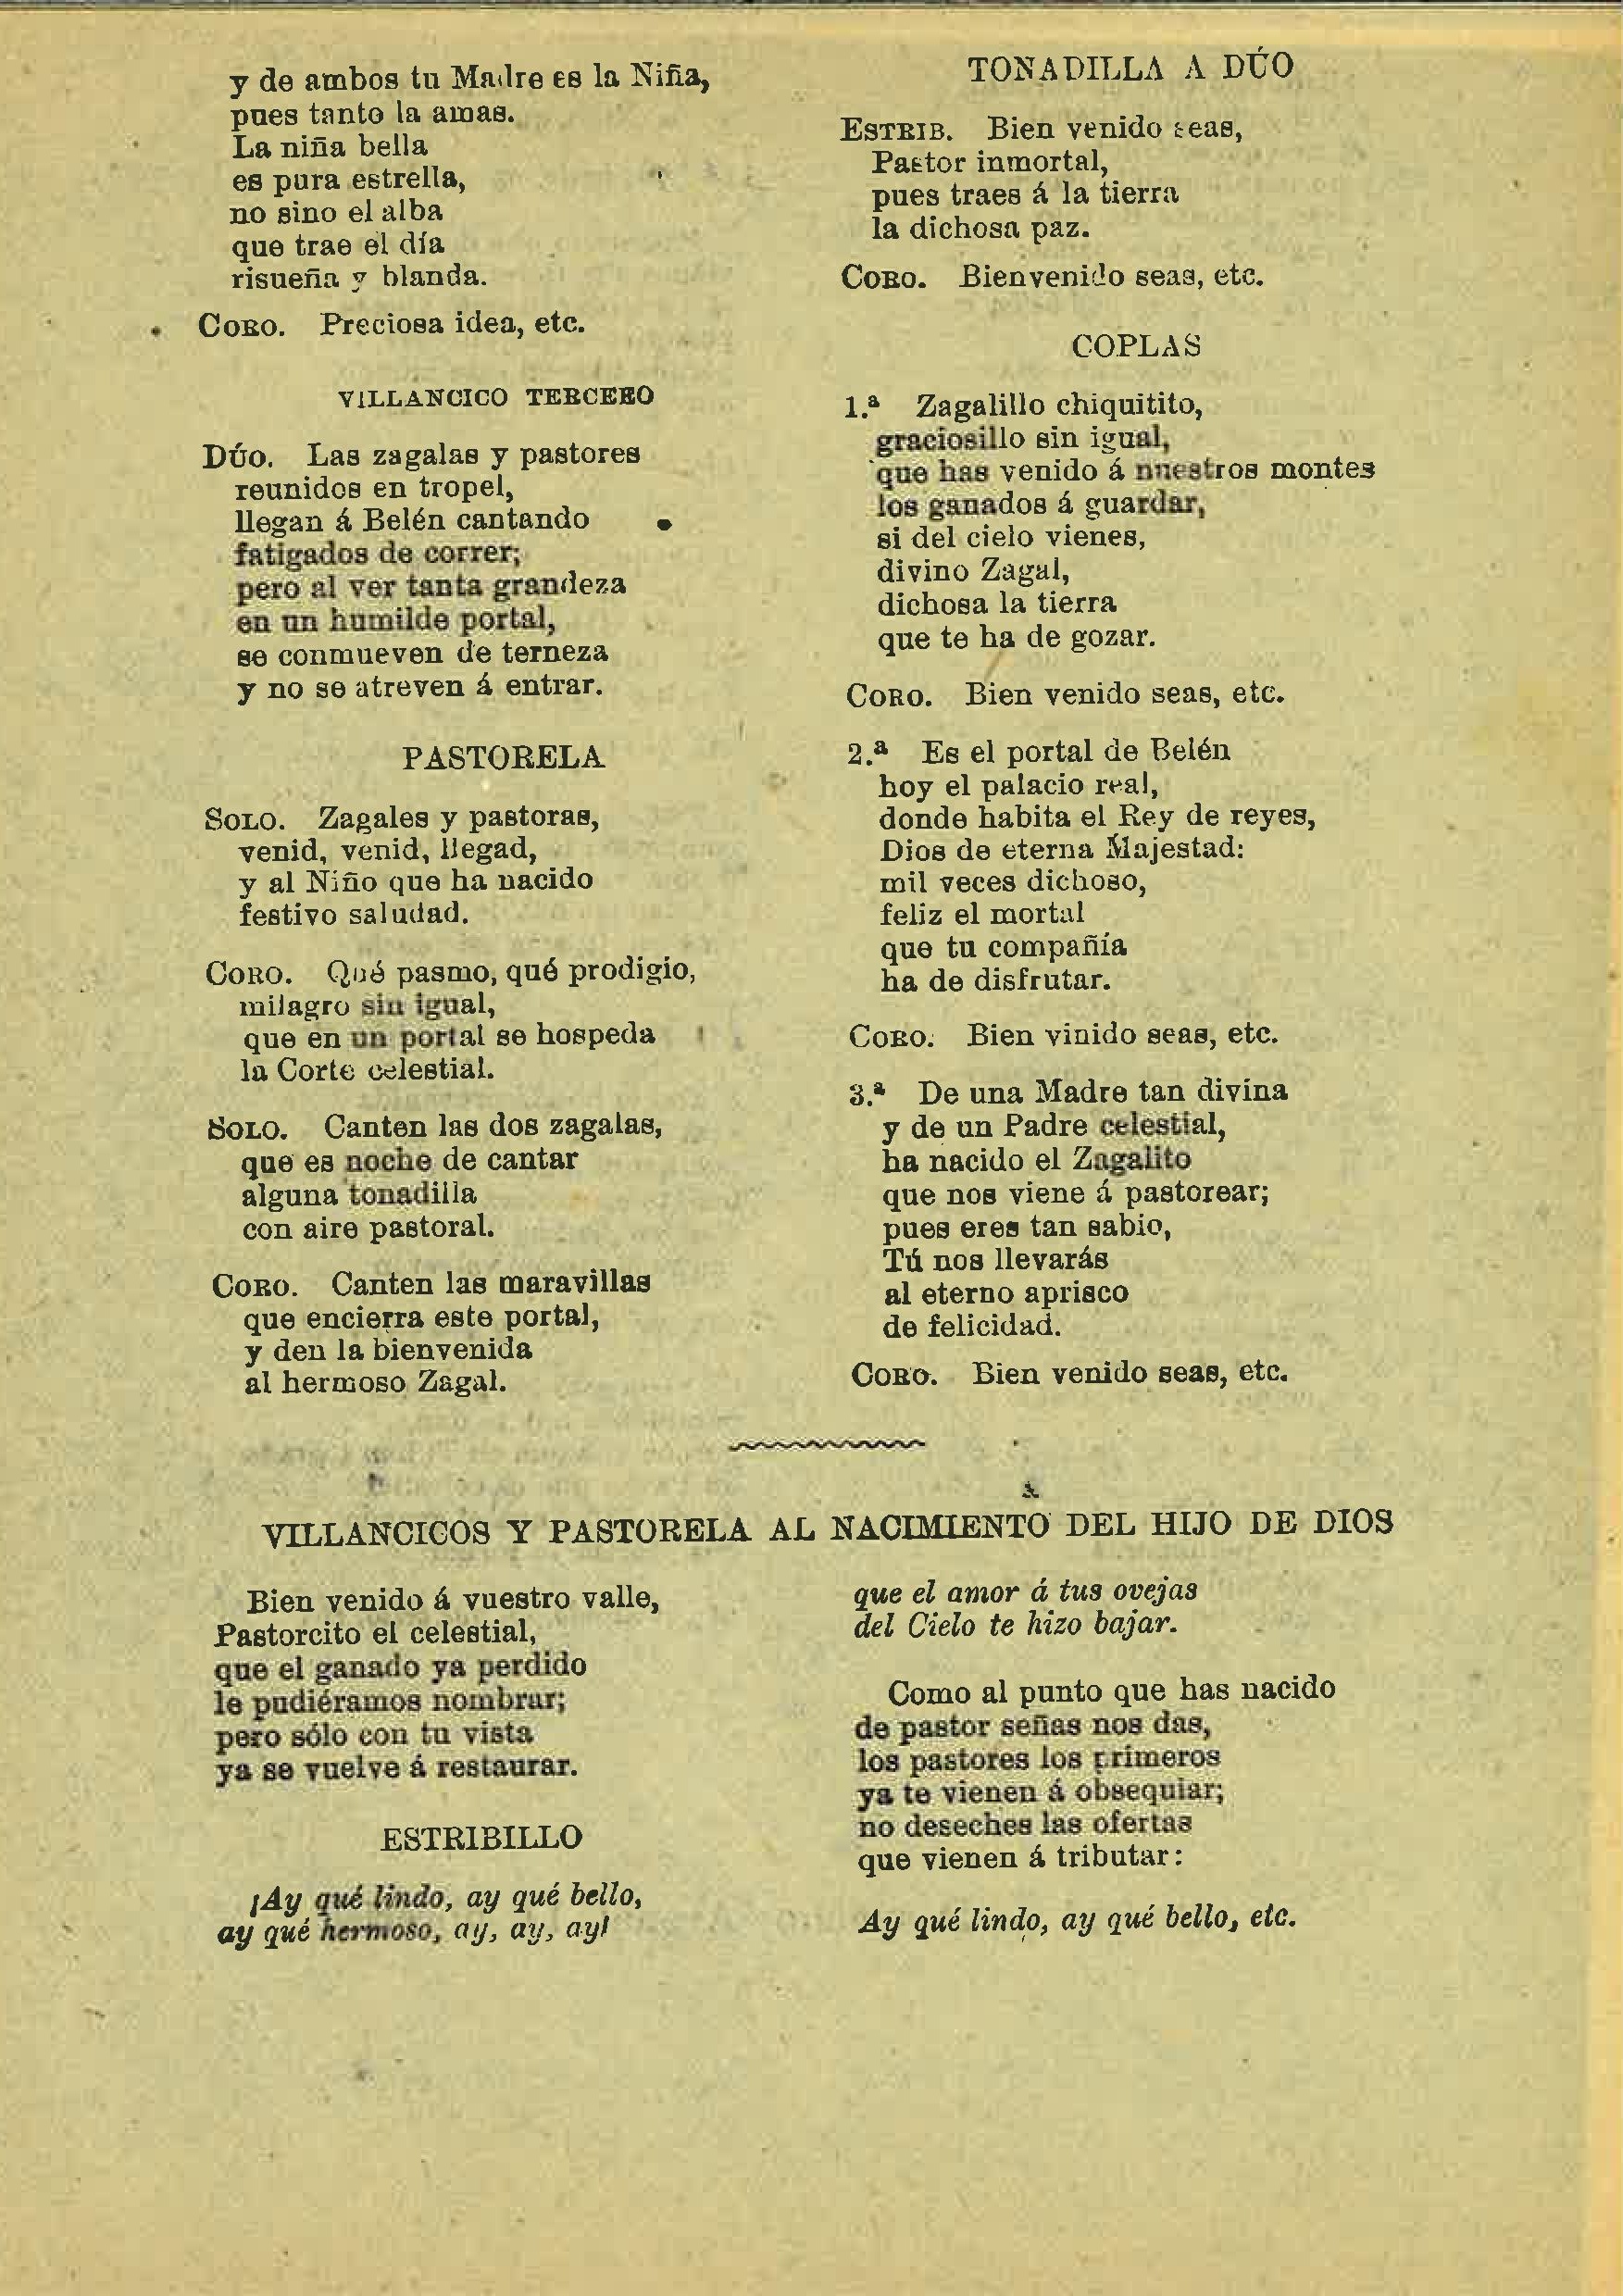 y de ambos tu Madre es la Niña,
pues tanto la amas.
La niña bella
es pura estrella,
no sino el alba
que trae el día
risueña y blanda.
CORO. Preciosa idea, etc.
VILLANCICO TERCERO
DÚO. Las zagalas y pastores
reunidos en tropel,
llegan á Belén cantando
fatigados de correr;
pero al ver tanta grandeza
en un humilde portal,
se conmueven de terneza
y no se atreven á entrar.
PASTORELA
SOLO. Zagales y pastoras,
venid, venid, llegad,
y al Niño que ha nacido
festivo saludad.
CORO. Qué pasmo, qué prodigio,
milagro sin igual,
que en un portal se hospeda
la Corte celestial.
SOLO. Canten las dos zagalas,
que es noche de cantar
alguna tonadilla
con aire pastoral.
CORO. Canten las maravillas
que encierra este portal,
y den la bienvenida
al hermoso Zagal.
TONADILLA A DÚO
ESTRIB. Bien venido seas,
Pastor inmortal,
pues traes á la tierra
la dichosa paz.
CORO. Bienvenido seas, etc.
COPLAS
1.ª Zagalillo chiquitito,
graciosillo sin igual,
que has venido á nuestros montes
los ganados á guardar,
si del cielo vienes,
divino Zagal,
dichosa la tierra
que te ha de gozar.
CORO. Bien venido seas, etc.
2.ª Es el portal de Belén
hoy el palacio real,
donde habita el Rey de reyes,
Dios de eterna Majestad:
mil veces dichoso,
feliz el mortal
que tu compañía
ha de disfrutar.
CORO. Bien vinido seas, etc.
3.ª De una Madre tan divina
y de un Padre celestial,
ha nacido el Zagalito
que nos viene á pastorear;
pues eres tan sabio,
Tú nos llevarás
al eterno aprisco
de felicidad.
CORO. Bien venido seas, etc.
VILLANCICOS Y PASTORELA AL NACIMIENTO DEL HIJO DE DIOS
Bien venido á vuestro valle,
Pastorcito el celestial,
que el ganado ya perdido
le pudiéramos nombrar;
pero sólo con tu vista
ya se vuelve á restaurar.
ESTRIBILLO
¡Ay qué lindo, ay qué bello,
ay qué hermoso, ay, ay, ay!
que el amor á tus ovejas
del Cielo te hizo bajar.
Como al punto que has nacido
de pastor señas nos das,
los pastores los primeros
ya te vienen á obsequiar;
no deseches las ofertas
que vienen á tributar:
Ay qué lindo, ay qué bello, etc.